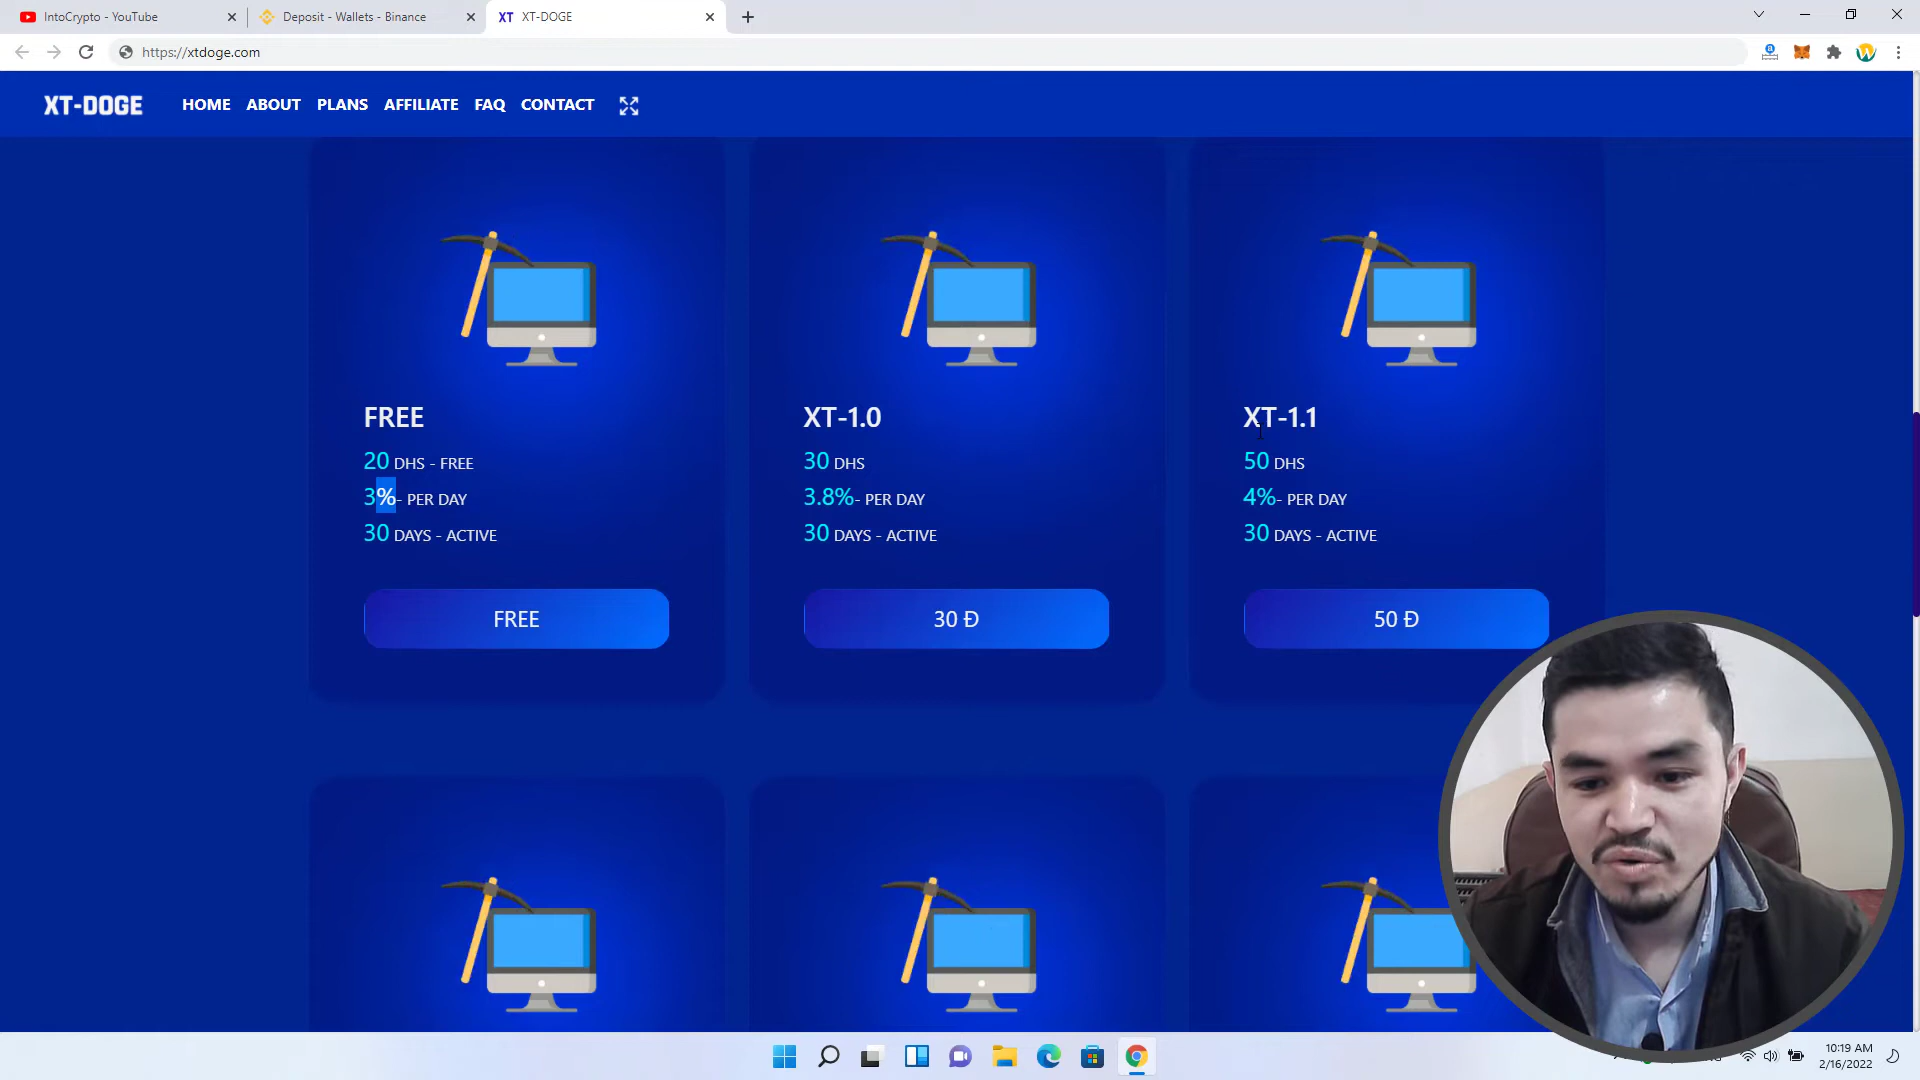 IntoCrypto - YouTube
Deposit - Wallets - Binance
XT XT-DOGE
https://xtdoge.com
XT-DOGE HOME ABOUT PLANS AFFILIATE FAQ CONTACT
FREE
20 DHS - FREE
3%- PER DAY
30 DAYS - ACTIVE
FREE
XT-1.0
30 DHS
3.8%- PER DAY
30 DAYS - ACTIVE
30 Đ
XT-1.1
50 DHS
4%- PER DAY
30 DAYS - ACTIVE
50 Đ
10:19 AM
2/16/2022